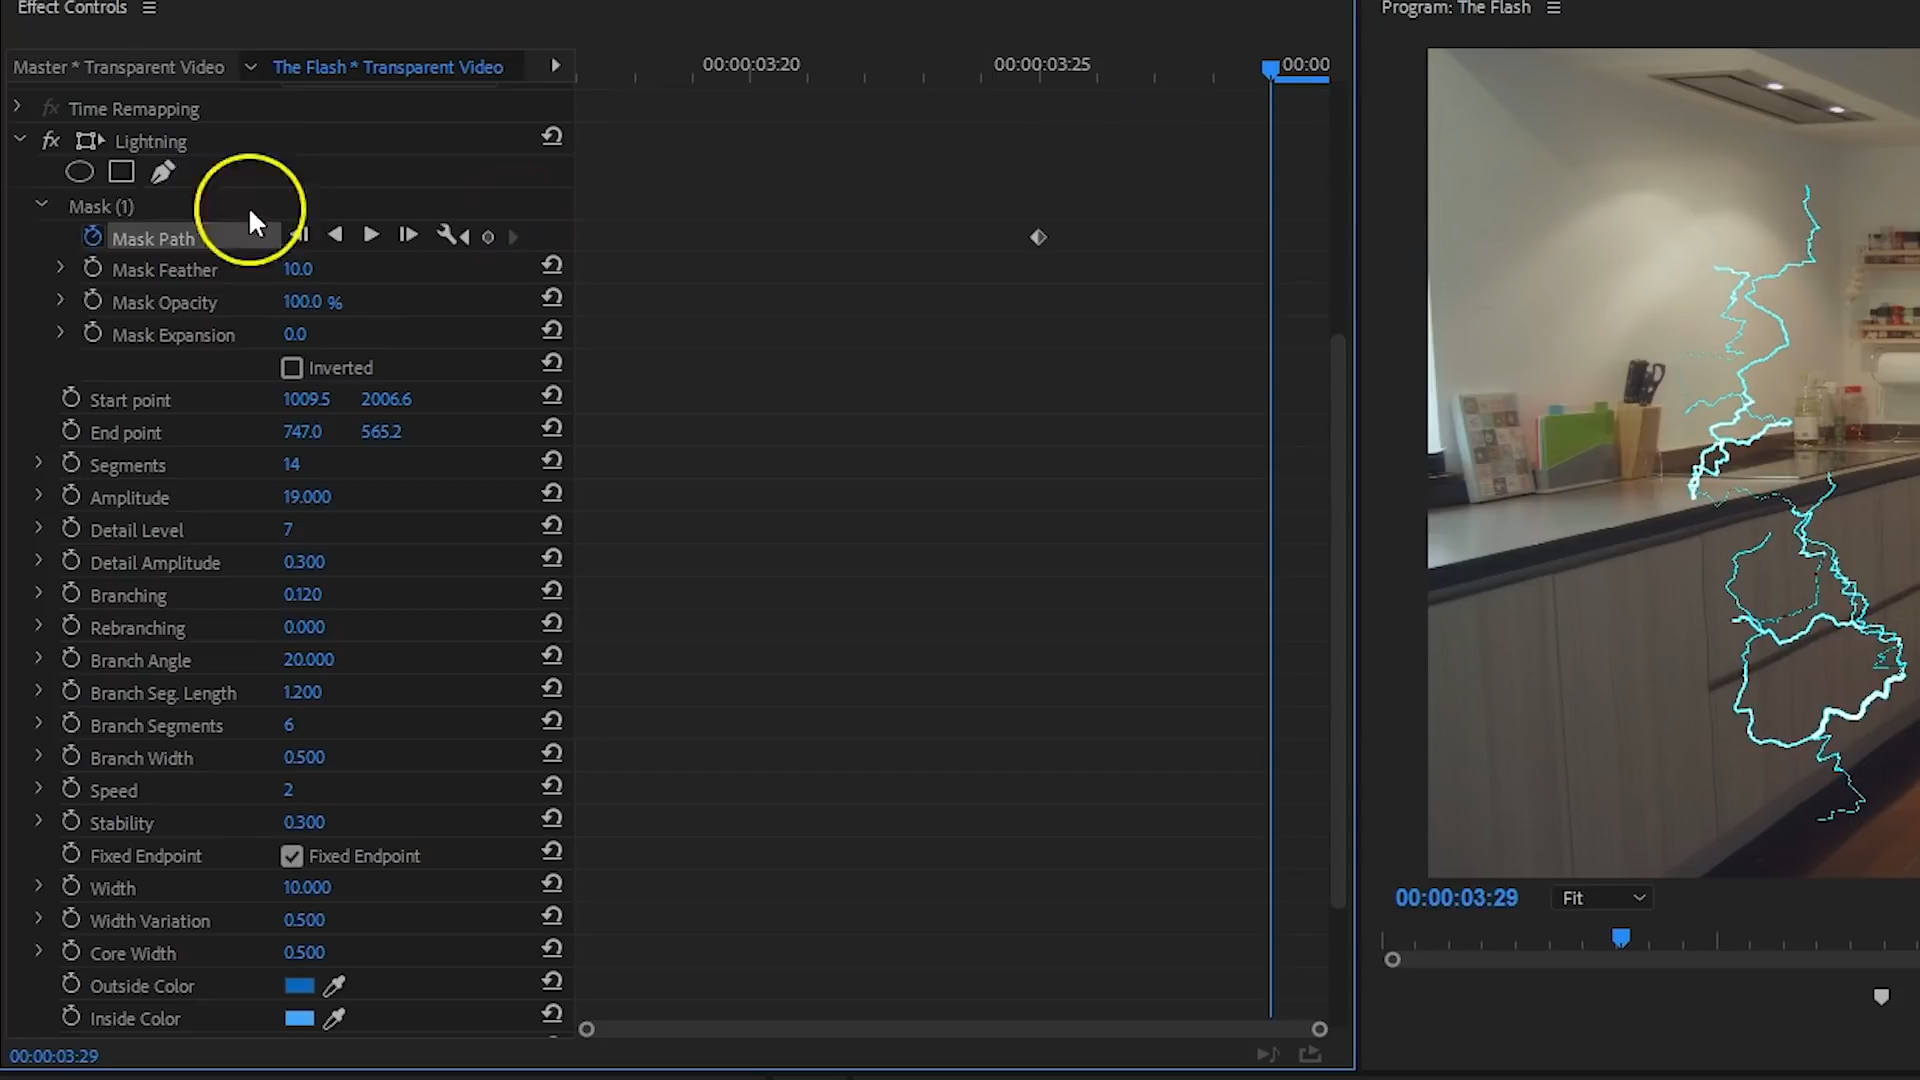 Effect Controls
Program: The Flash
Master * Transparent Video
The Flash * Transparent Video
00:00:03:20
00:00:03:25
00:00
fx Time Remapping
fx Lightning
Mask (1)
Mask Path
Mask Feather 10.0
Mask Opacity 100.0 %
Mask Expansion 0.0
Inverted
Start point 1009.5 2006.6
End point 747.0 565.2
Segments 14
Amplitude 19.000
Detail Level 7
Detail Amplitude 0.300
Branching 0.120
Rebranching 0.000
Branch Angle 20.000
Branch Seg. Length 1.200
Branch Segments 6
Branch Width 0.500
Speed 2
Stability 0.300
Fixed Endpoint Fixed Endpoint
Width 10.000
Width Variation 0.500
Core Width 0.500
Outside Color
Inside Color
00:00:03:29
00:00:03:29
Fit